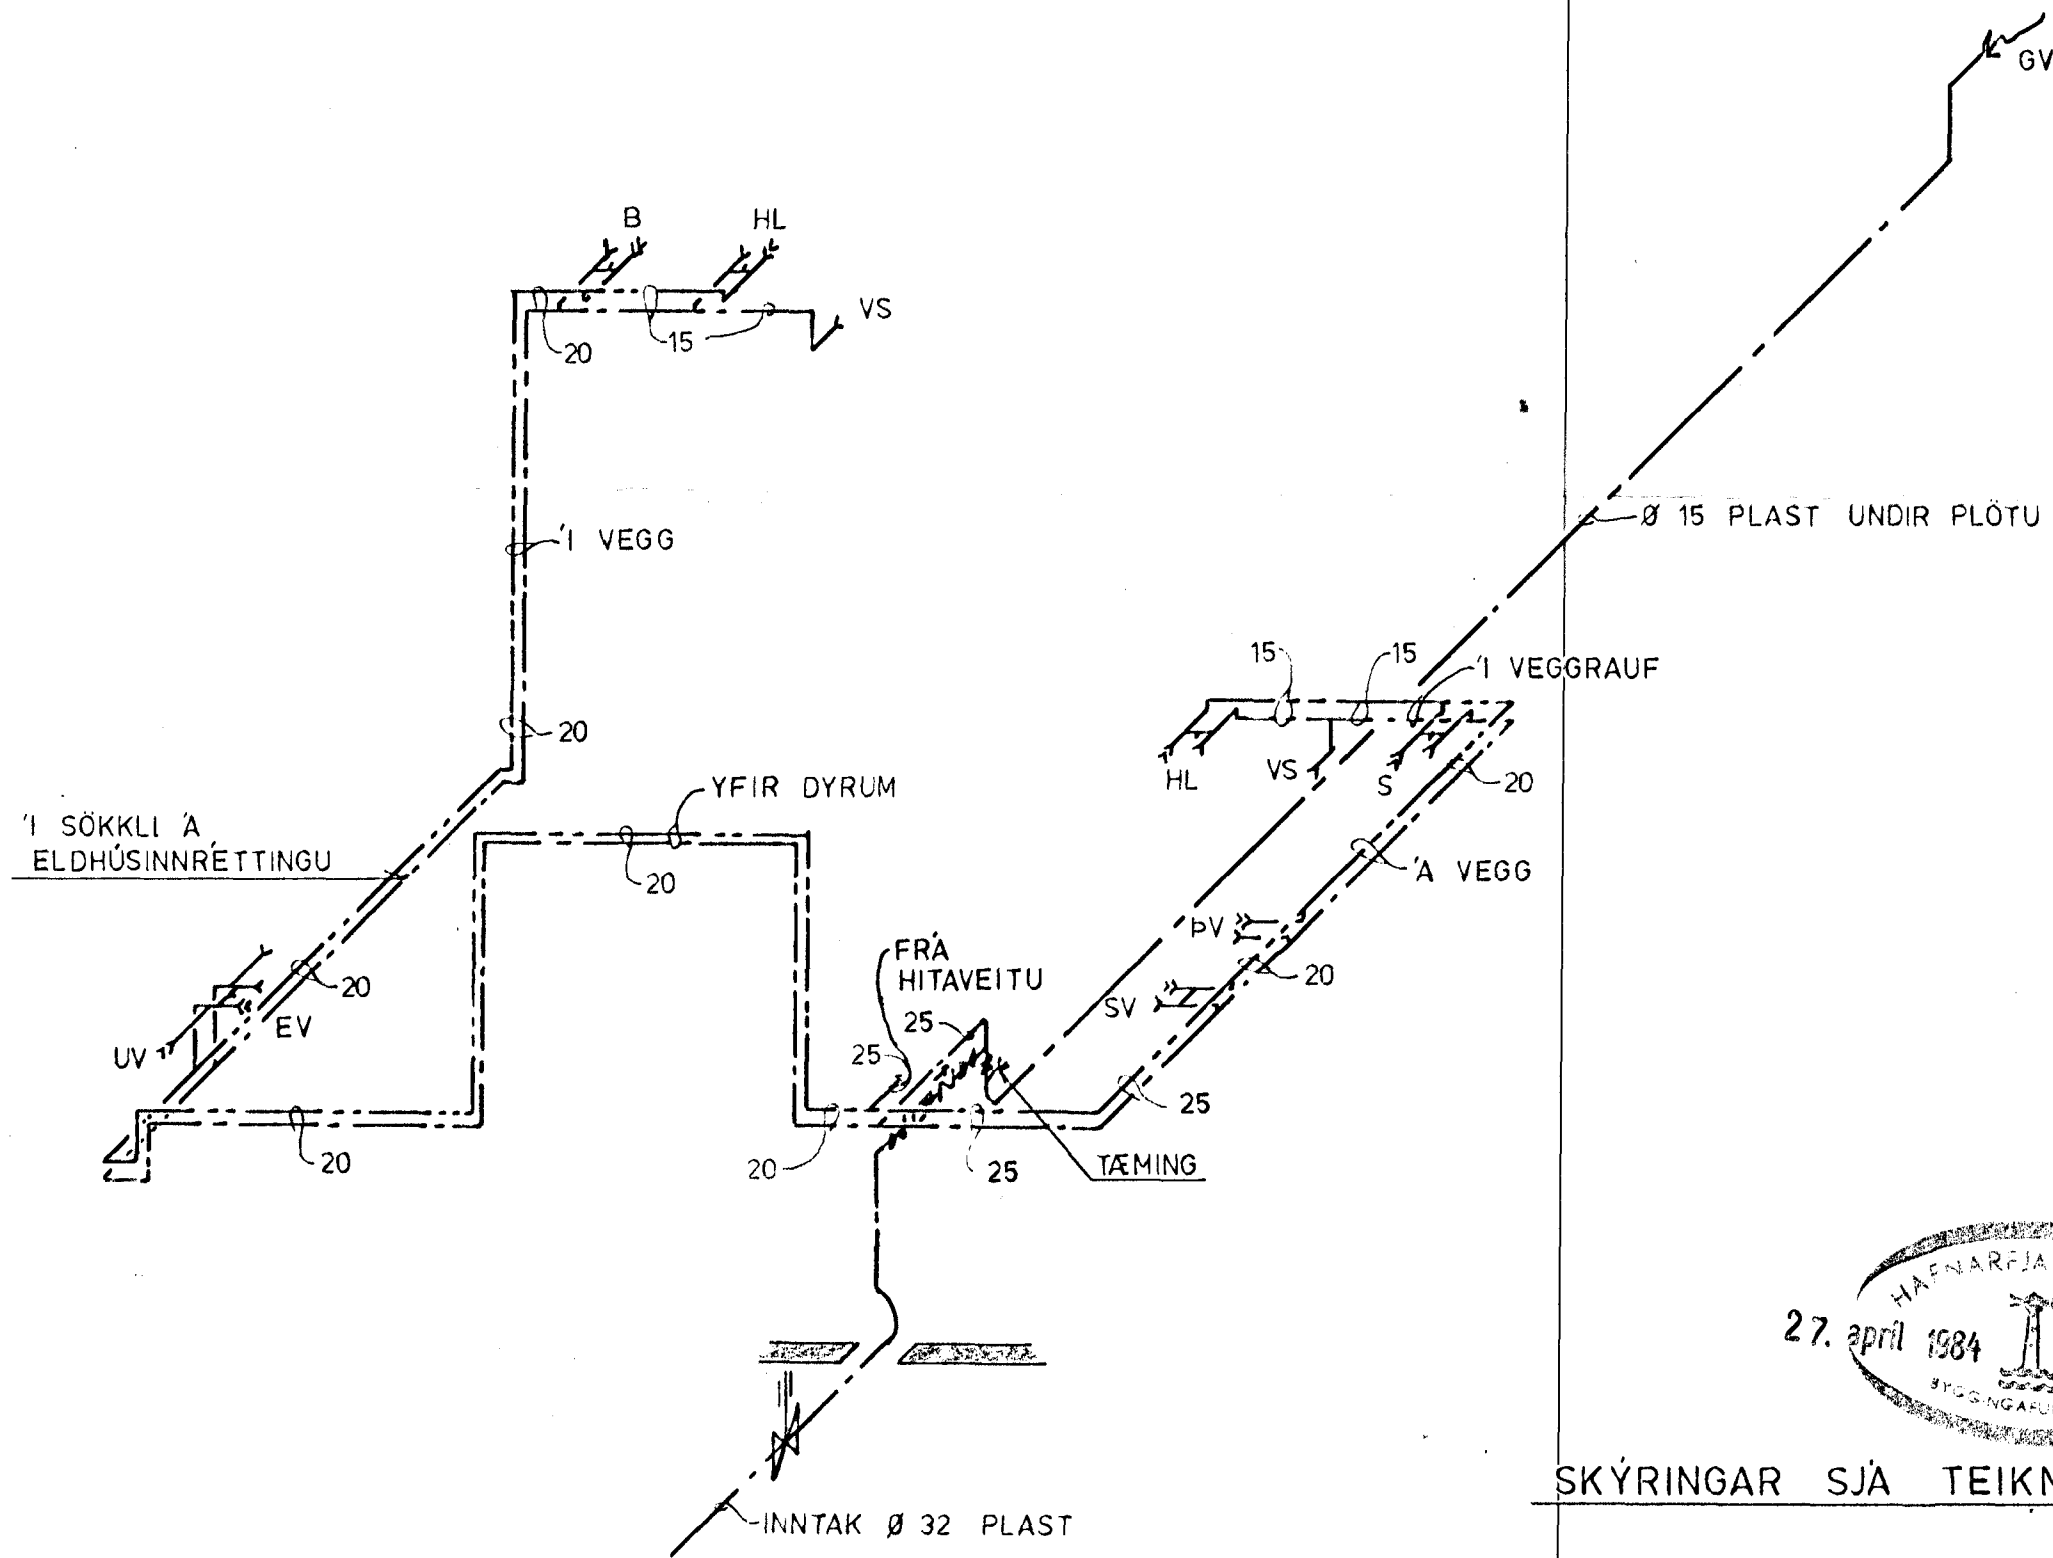 GV
B
HL
VS
20
15
Í VEGG
Ø 15 PLAST UNDIR PLÖTU
15
15
Í VEGGRAUF
20
HL
VS
S
20
YFIR DYRUM
Í SÖKKLI Á
ELDHÚSINNRÉTTINGU
20
Á VEGG
ÞV
FRÁ
HITAVEITU
20
20
SV
EV
25
UV
25
25
20
20
25
TÆMING
HAFNARFJA
27. apríl 1984
SKÝRINGAR SJÁ TEIKN
INNTAK Ø 32 PLAST